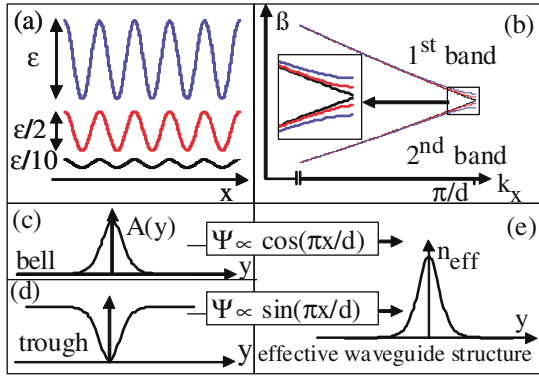 (a)
ε
ε/2
ε/10
x
ß
(b)
1st band
2nd band
π/d
kx
(c)
A(y)
bell
y
Ψ∝ cos(πx/d)
(d)
trough
y
Ψ∝ sin(πx/d)
(e)
neff
y
effective waveguide structure